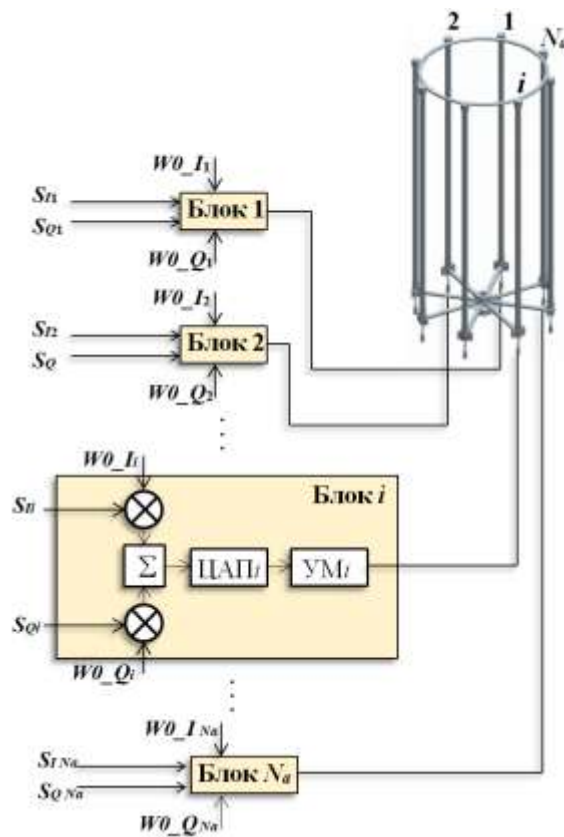 2 1 Na
i
W0_I1
SI1
Блок 1
SQ1
W0_Q1
W0_I2
SI2
Блок 2
SQ
W0_Q2
W0_Ii
Блок i
SIi
Σ ЦАПi УМi
SQi
W0_Qi
W0_I Na
SI Na
Блок Na
SQ Na
W0_Q Na